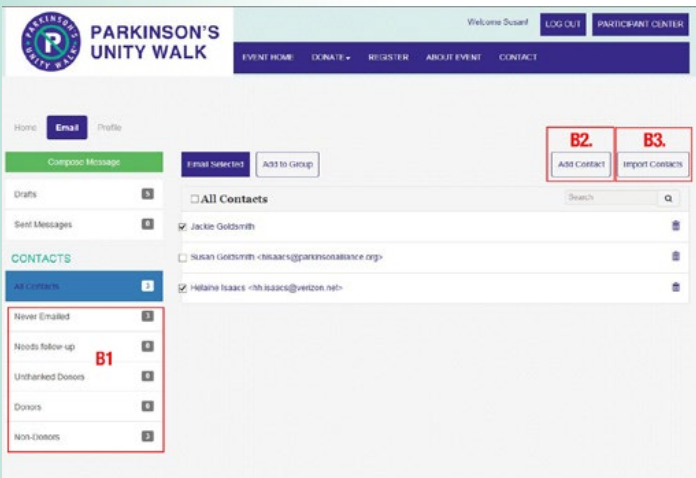 PARKINSON'S
UNITY WALK
PARKINSON'S
UNITY WALK
Welcome Susan!
LOG OUT
PARTICIPANT CENTER
EVENT HOME
DONATE
REGISTER
ABOUT EVENT
CONTACT
Home
Email
Profile
B2.
B3.
Compose Message
Email Selected
Add to Group
Add Contact
Import Contacts
Drafts 5
All Contacts
Search
Sent Messages 0
Jackie Goldsmith
CONTACTS
Susan Goldsmith <hisaacs@parkinsonalliance.org>
All Contacts 3
Helaine Isaacs <hh.isaacs@verizon.net>
Never Emailed 3
Needs follow-up 0
B1
Unthanked Donors 0
Donors 0
Non-Donors 3